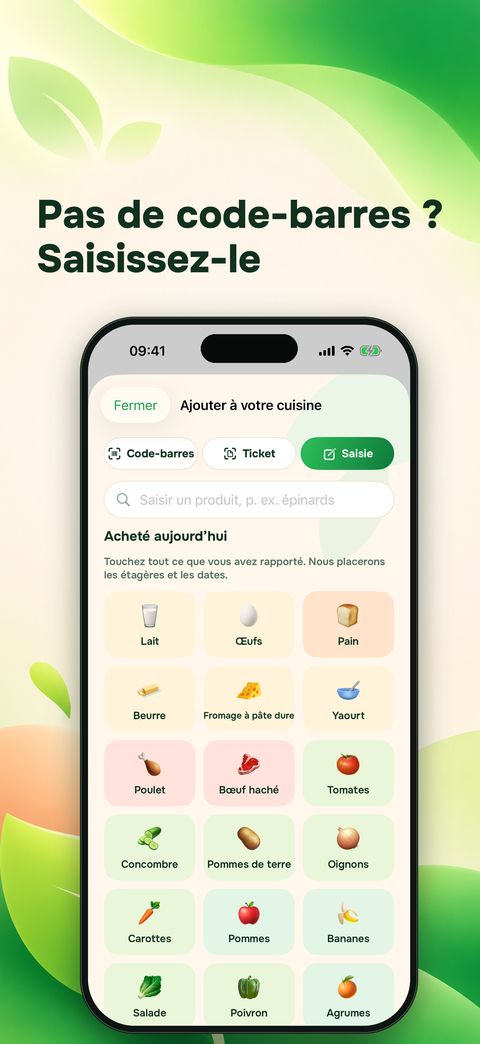 Pas de code-barres ?
Saisissez-le
09:41
Fermer
Ajouter à votre cuisine
Code-barres
Ticket
Saisie
Saisir un produit, p. ex. épinards
Acheté aujourd’hui
Touchez tout ce que vous avez rapporté. Nous placerons
les étagères et les dates.
Lait
Œufs
Pain
Beurre
Fromage à pâte dure
Yaourt
Poulet
Bœuf haché
Tomates
Concombre
Pommes de terre
Oignons
Carottes
Pommes
Bananes
Salade
Poivron
Agrumes